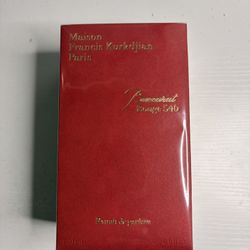 Maison
Francis Kurkdjian
Paris
Baccarat
Rouge 540
Extrait de parfum